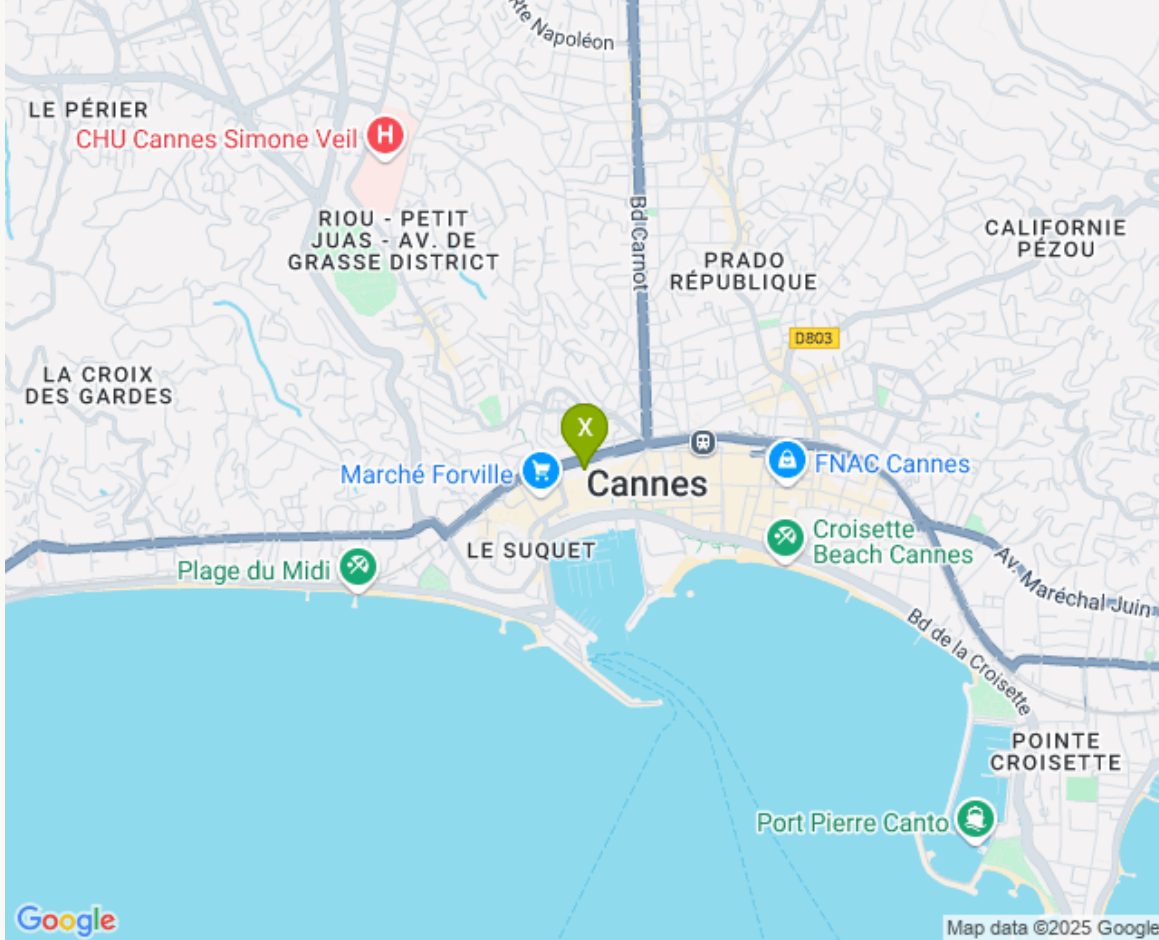 Rte Napoléon
LE PÉRIER
CHU Cannes Simone Veil
H
Bd Carnot
RIOU - PETIT
JUAS - AV. DE
GRASSE DISTRICT
CALIFORNIE
PÉZOU
PRADO
RÉPUBLIQUE
D803
LA CROIX
DES GARDES
X
Marché Forville
Cannes
FNAC Cannes
LE SUQUET
Croisette
Beach Cannes
Plage du Midi
Av. Maréchal Juin
Bd de la Croisette
POINTE
CROISETTE
Port Pierre Canto
Google
Map data ©2025 Google